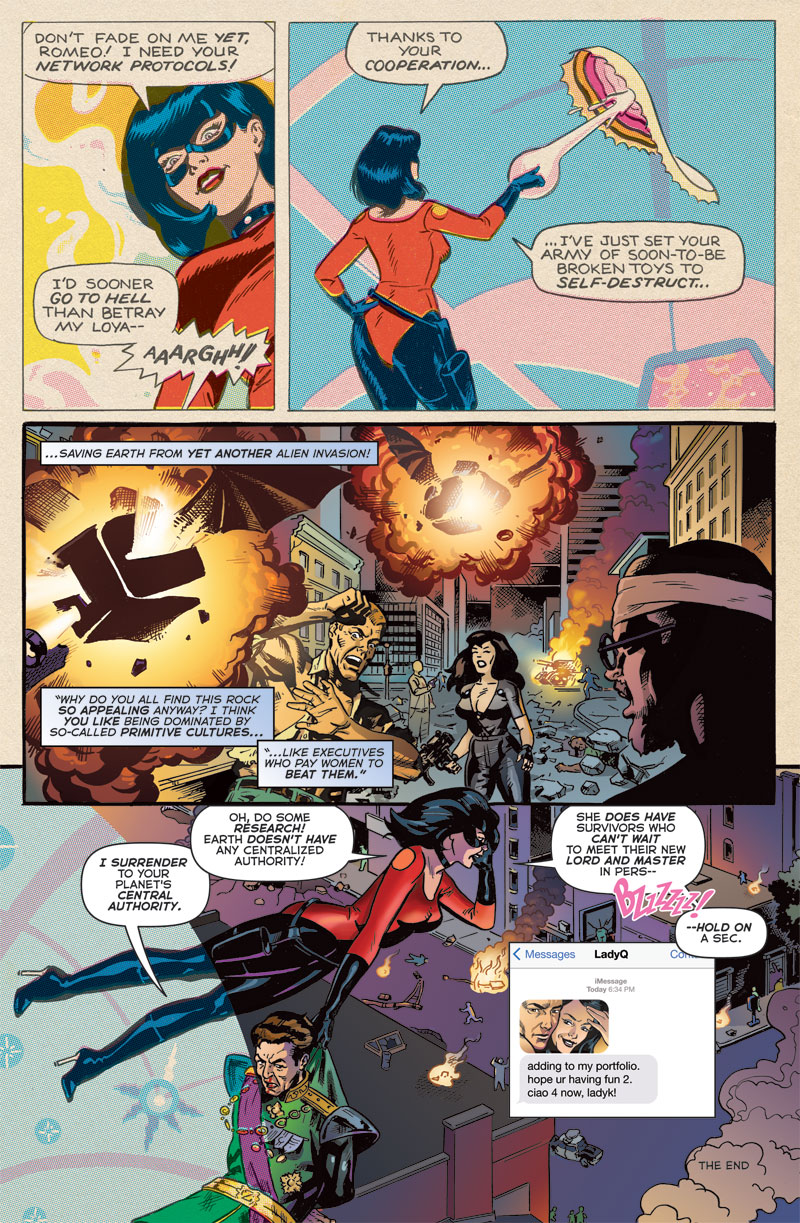 DON'T FADE ON ME YET,
ROMEO! I NEED YOUR
NETWORK PROTOCOLS!
I'D SOONER
GO TO HELL
THAN BETRAY
MY LOYA--
AAARGHH!
THANKS TO
YOUR
COOPERATION...
...I'VE JUST SET YOUR
ARMY OF SOON-TO-BE
BROKEN TOYS TO
SELF-DESTRUCT...
...SAVING EARTH FROM YET ANOTHER ALIEN INVASION!
"WHY DO YOU ALL FIND THIS ROCK
SO APPEALING ANYWAY? I THINK
YOU LIKE BEING DOMINATED BY
SO-CALLED PRIMITIVE CULTURES...
"...LIKE EXECUTIVES
WHO PAY WOMEN TO
BEAT THEM."
I SURRENDER
TO YOUR
PLANET'S
CENTRAL
AUTHORITY.
OH, DO SOME
RESEARCH!
EARTH DOESN'T HAVE
ANY CENTRALIZED
AUTHORITY!
SHE DOES HAVE
SURVIVORS WHO
CAN'T WAIT
TO MEET THEIR NEW
LORD AND MASTER
IN PERS--
BZZZZZ!
--HOLD ON
A SEC.
Messages LadyQ Con
iMessage
Today 6:34 PM
adding to my portfolio.
hope ur having fun 2.
ciao 4 now, ladyk!
THE END